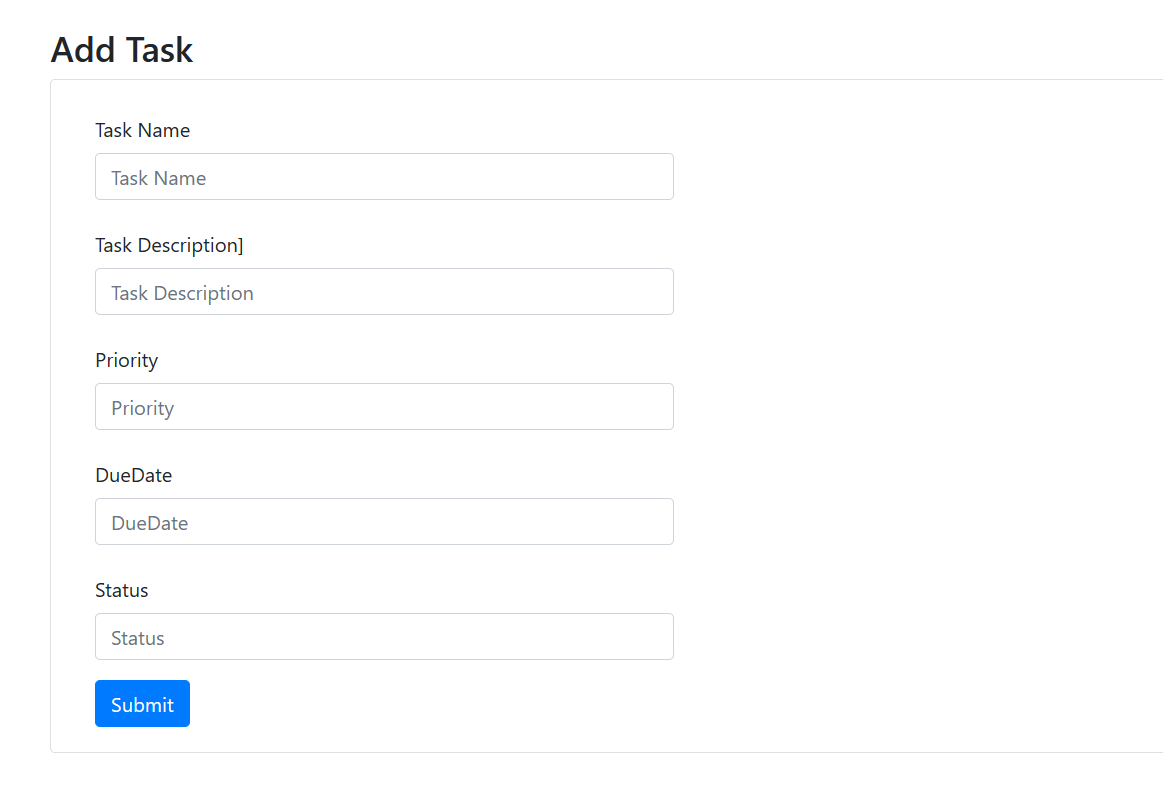 Add Task
Task Name
Task Name
Task Description]
Task Description
Priority
Priority
DueDate
DueDate
Status
Status
Submit